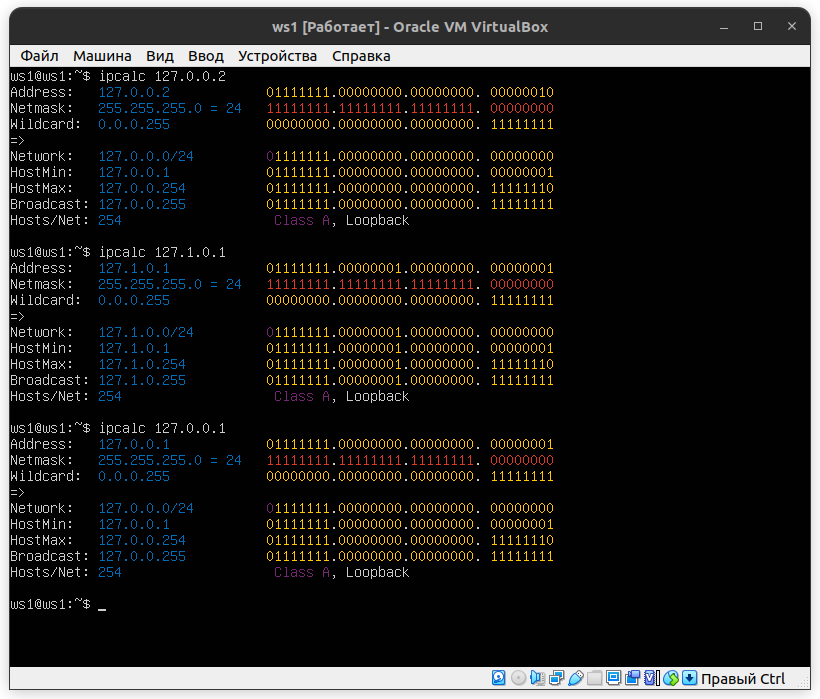 ws1 [Работает] - Oracle VM VirtualBox
Файл Машина Вид Ввод Устройства Справка
ws1@ws1:~$ ipcalc 127.0.0.2
Address:   127.0.0.2            01111111.00000000.00000000. 00000010
Netmask:   255.255.255.0 = 24   11111111.11111111.11111111. 00000000
Wildcard:  0.0.0.255            00000000.00000000.00000000. 11111111
=>
Network:   127.0.0.0/24         01111111.00000000.00000000. 00000000
HostMin:   127.0.0.1            01111111.00000000.00000000. 00000001
HostMax:   127.0.0.254          01111111.00000000.00000000. 11111110
Broadcast: 127.0.0.255          01111111.00000000.00000000. 11111111
Hosts/Net: 254                   Class A, Loopback
ws1@ws1:~$ ipcalc 127.1.0.1
Address:   127.1.0.1            01111111.00000001.00000000. 00000001
Netmask:   255.255.255.0 = 24   11111111.11111111.11111111. 00000000
Wildcard:  0.0.0.255            00000000.00000000.00000000. 11111111
=>
Network:   127.1.0.0/24         01111111.00000001.00000000. 00000000
HostMin:   127.1.0.1            01111111.00000001.00000000. 00000001
HostMax:   127.1.0.254          01111111.00000001.00000000. 11111110
Broadcast: 127.1.0.255          01111111.00000001.00000000. 11111111
Hosts/Net: 254                   Class A, Loopback
ws1@ws1:~$ ipcalc 127.0.0.1
Address:   127.0.0.1            01111111.00000000.00000000. 00000001
Netmask:   255.255.255.0 = 24   11111111.11111111.11111111. 00000000
Wildcard:  0.0.0.255            00000000.00000000.00000000. 11111111
=>
Network:   127.0.0.0/24         01111111.00000000.00000000. 00000000
HostMin:   127.0.0.1            01111111.00000000.00000000. 00000001
HostMax:   127.0.0.254          01111111.00000000.00000000. 11111110
Broadcast: 127.0.0.255          01111111.00000000.00000000. 11111111
Hosts/Net: 254                   Class A, Loopback
ws1@ws1:~$ _
Правый Ctrl